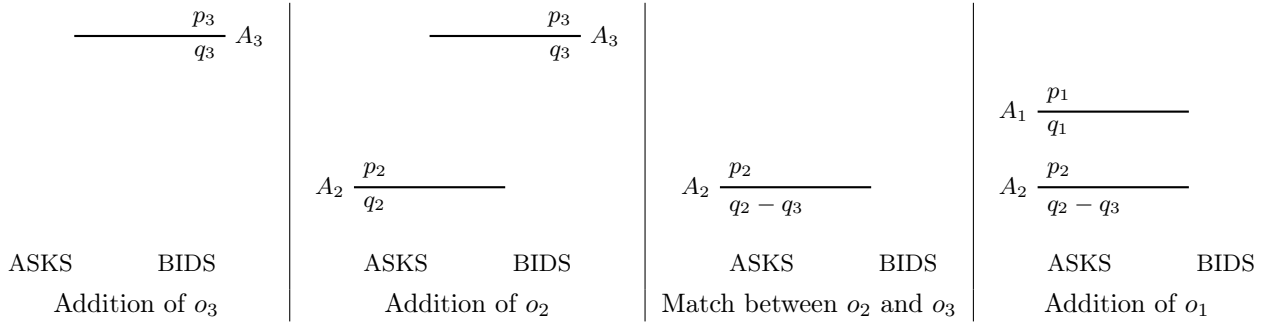 p₃
q₃ A₃
ASKS BIDS
Addition of o₃
p₃
q₃ A₃
p₂
A₂ q₂
ASKS BIDS
Addition of o₂
p₂
A₂ q₂ − q₃
ASKS BIDS
Match between o₂ and o₃
p₁
A₁ q₁
p₂
A₂ q₂ − q₃
ASKS BIDS
Addition of o₁